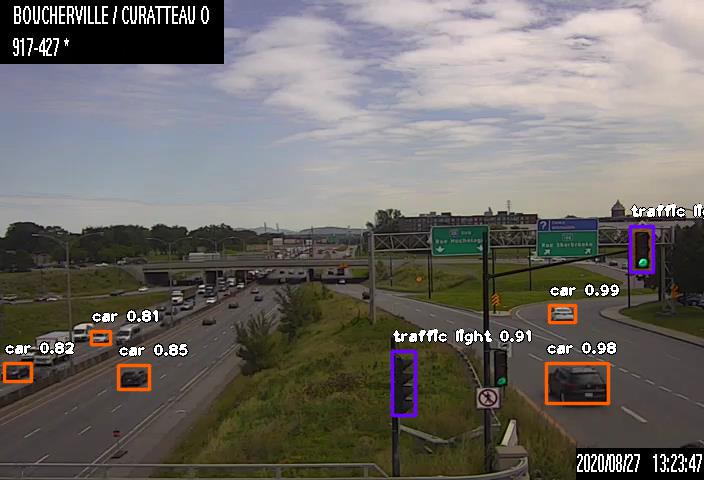 BOUCHERVILLE / CURATTEAU O
917-427 *
traffic li
Rue Hochelaga
Rue Sherbrooke
car 0.99
car 0.81
traffic light 0.91
car 0.82
car 0.85
car 0.98
2020/08/27 13:23:47